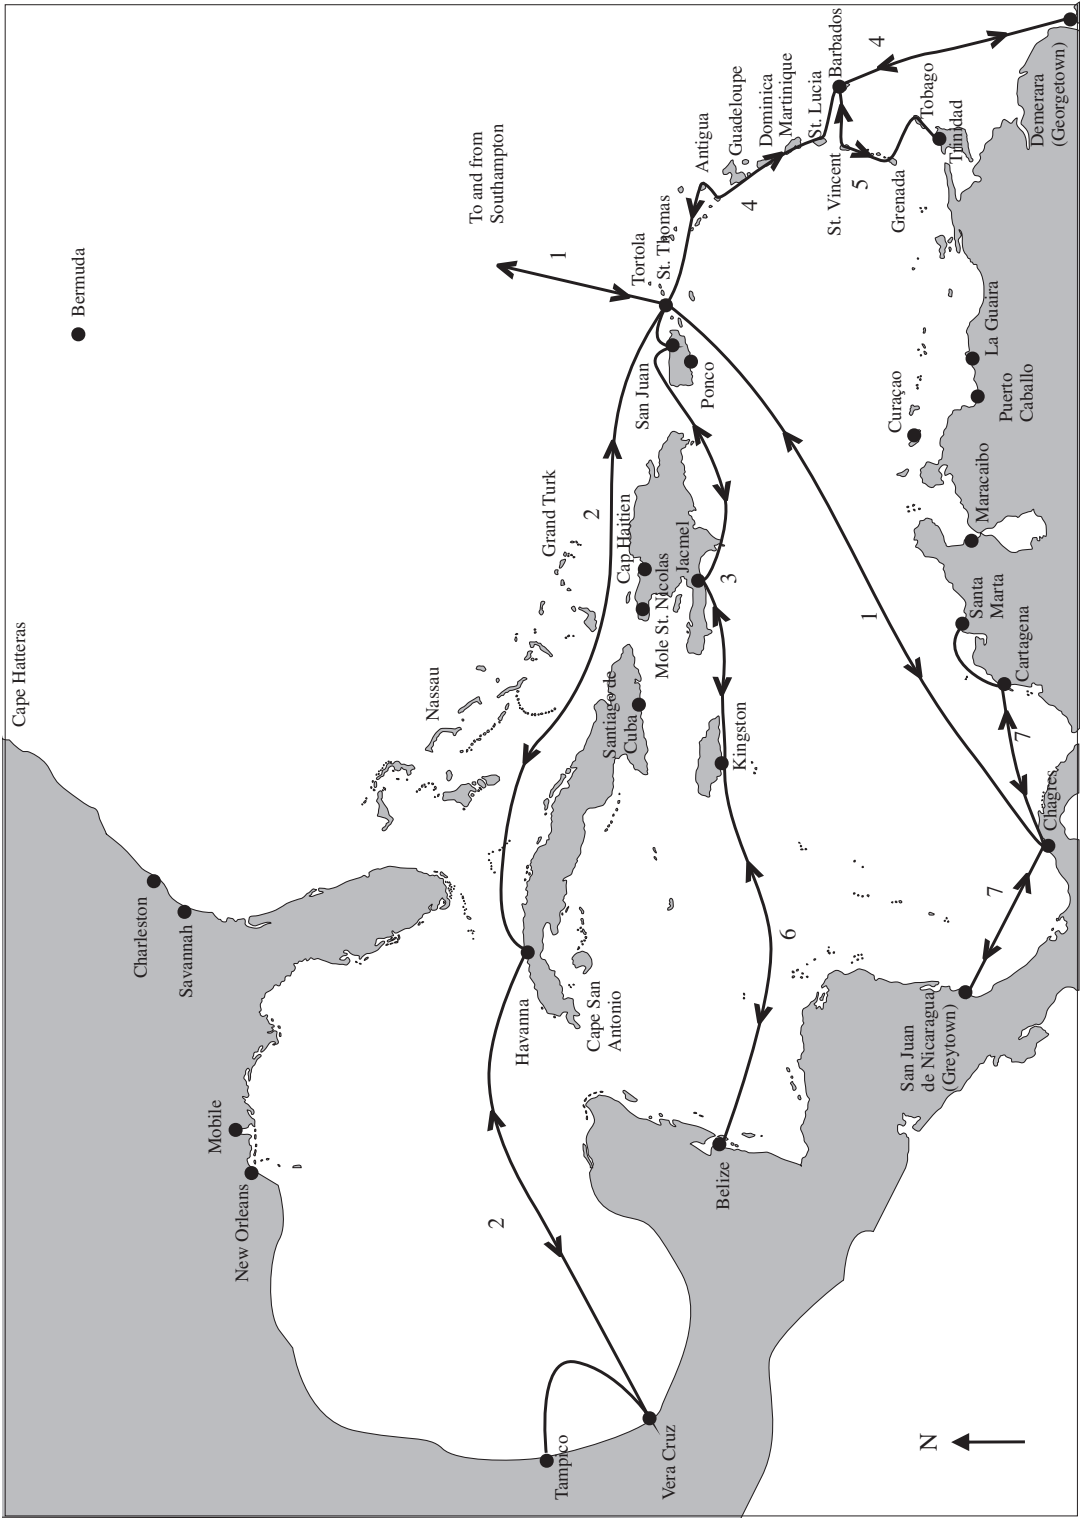 Cape Hatteras
Bermuda
Charleston
Savannah
Mobile
New Orleans
To and from
Southampton
1
Nassau
Grand Turk
2
Havanna
2
Tampico
Vera Cruz
Cape San
Antonio
Santiago de
Cuba
Cap Haitien
Mole St. Nicolas
Jacmel
3
San Juan
Ponco
Tortola
St. Thomas
Antigua
Guadeloupe
4
Dominica
Martinique
St. Lucia
Barbados
4
St. Vincent
5
Grenada
Tobago
Trinidad
Demerara
(Georgetown)
Kingston
6
Belize
1
Curaçao
La Guaira
Puerto
Caballo
Maracaibo
Santa
Marta
Cartagena
7
Chagres
7
San Juan
de Nicaragua
(Greytown)
N